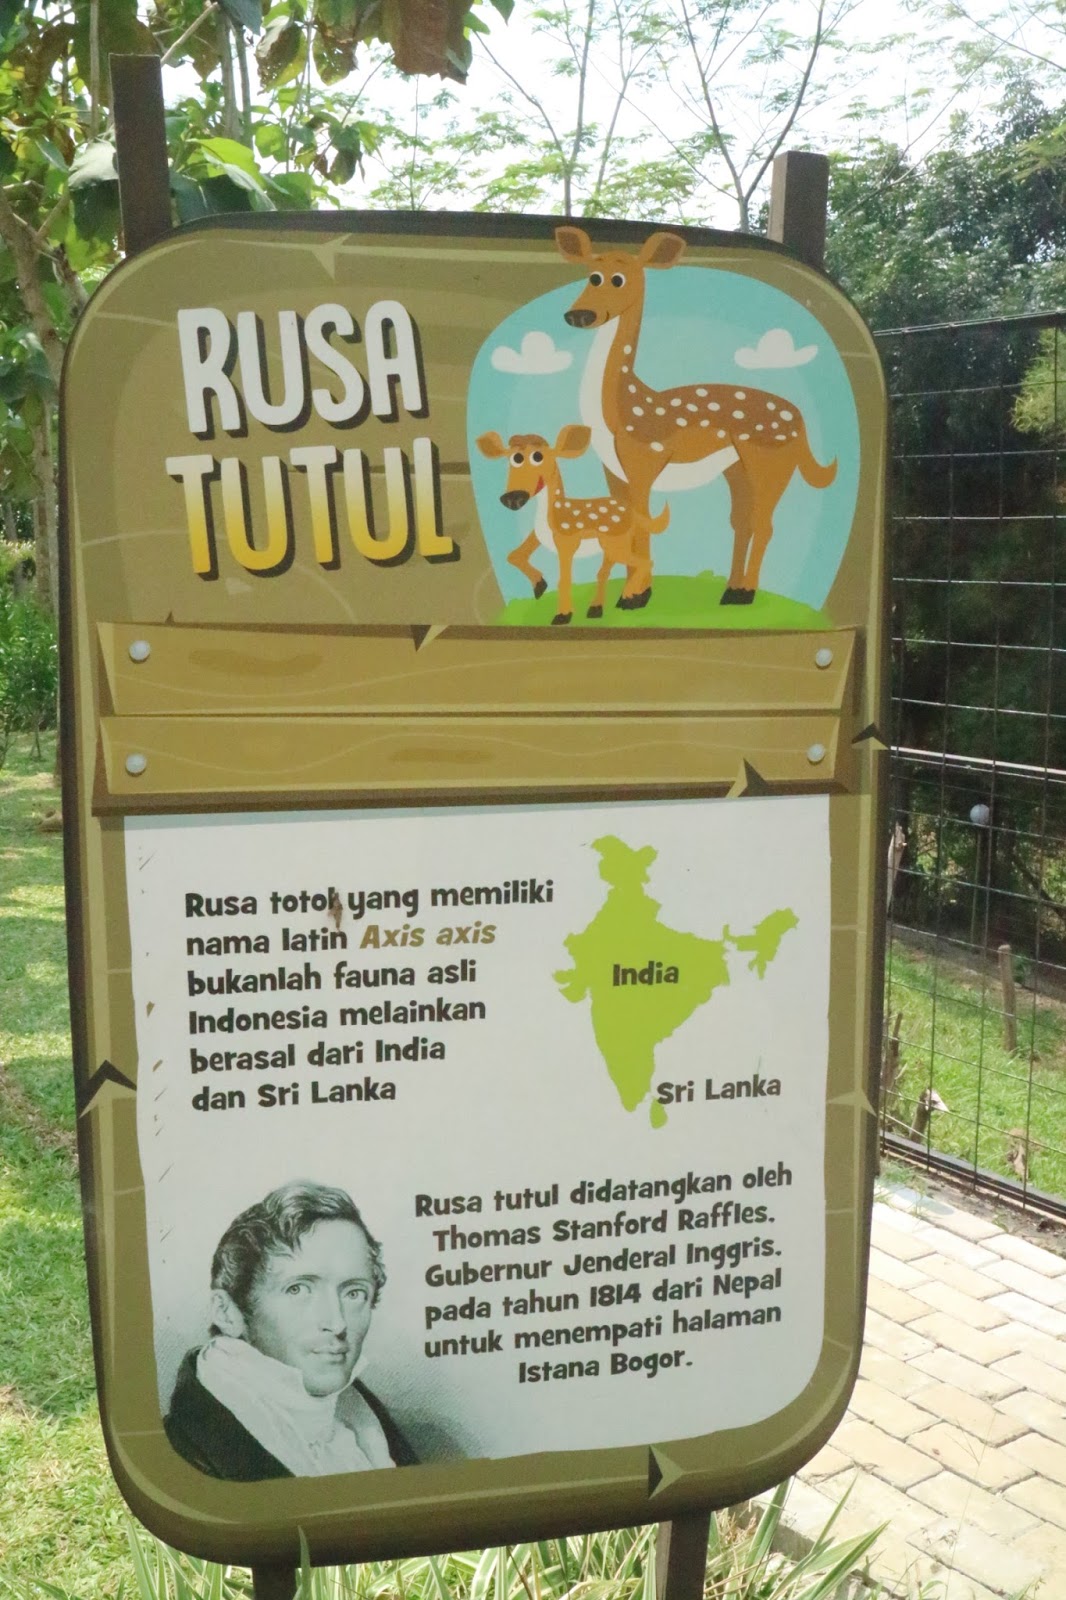 RUSA
TUTUL
Rusa totol yang memiliki
nama latin Axis axis
bukanlah fauna asli
Indonesia melainkan
berasal dari India
dan Sri Lanka
India
Sri Lanka
Rusa tutul didatangkan oleh
Thomas Stanford Raffles.
Gubernur Jenderal Inggris.
pada tahun 1814 dari Nepal
untuk menempati halaman
Istana Bogor.